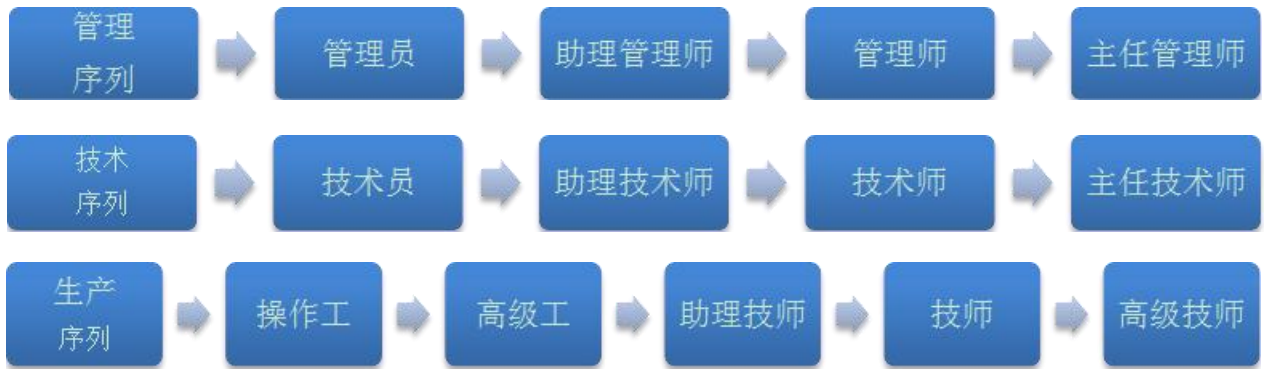 管理
序列
管理员
助理管理师
管理师
主任管理师
技术
序列
技术员
助理技术师
技术师
主任技术师
生产
序列
操作工
高级工
助理技师
技师
高级技师